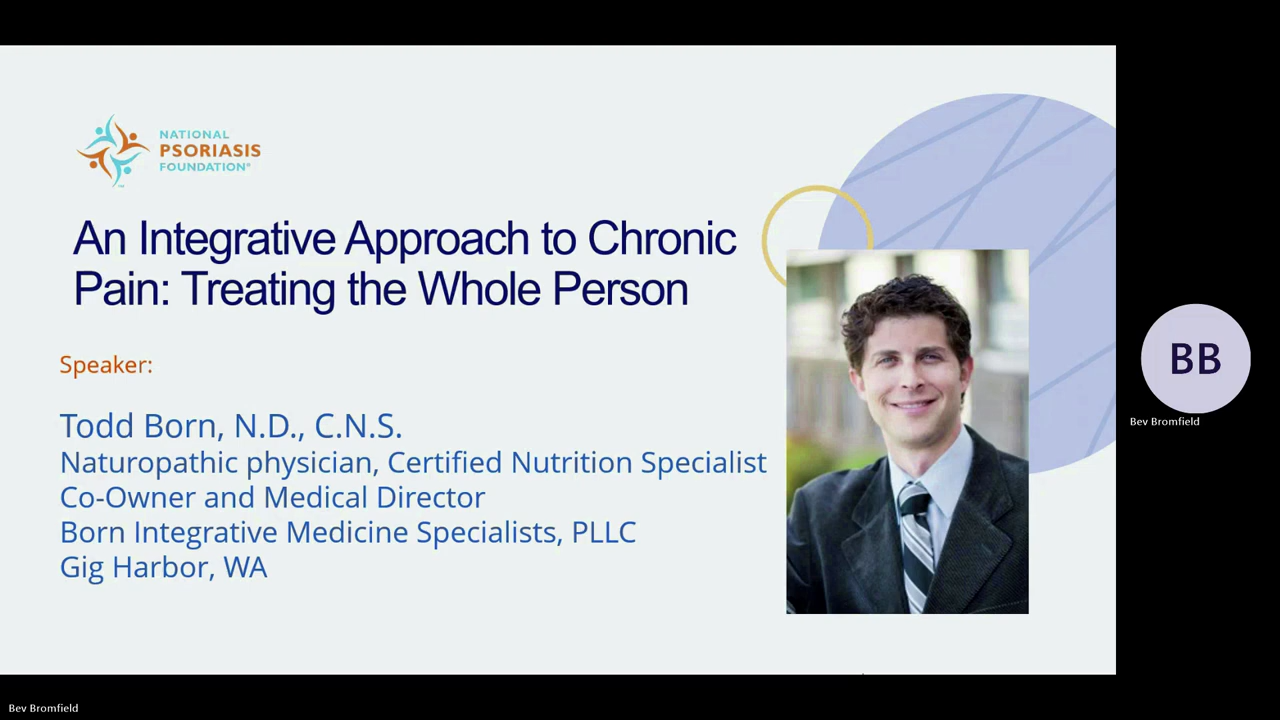 NATIONAL
PSORIASIS
FOUNDATION®
An Integrative Approach to Chronic
Pain: Treating the Whole Person
Speaker:
Todd Born, N.D., C.N.S.
Naturopathic physician, Certified Nutrition Specialist
Co-Owner and Medical Director
Born Integrative Medicine Specialists, PLLC
Gig Harbor, WA
BB
Bev Bromfield
Bev Bromfield